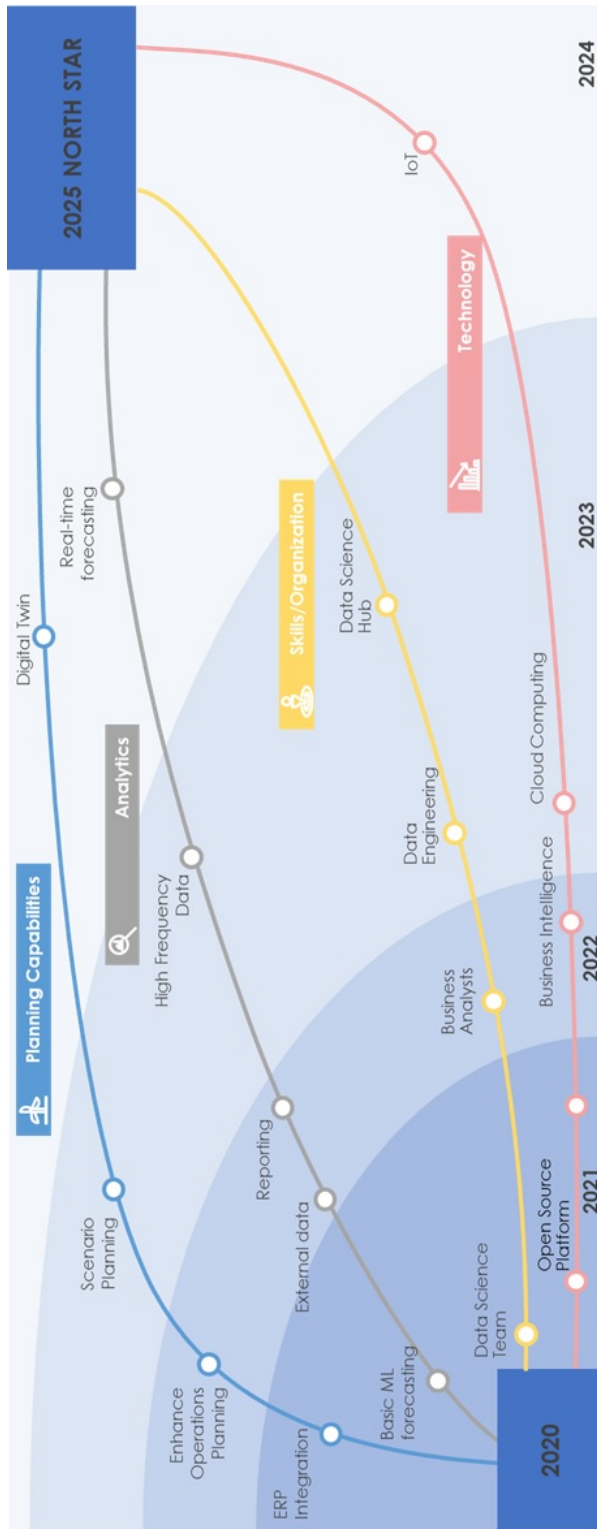 2025 NORTH STAR
Planning Capabilities
Digital Twin
Scenario
Planning
Enhance
Operations
Planning
ERP
Integration
Analytics
Real-time
forecasting
High Frequency
Data
Reporting
External data
Basic ML
forecasting
Skills/Organization
Data Science
Hub
Data
Engineering
Business
Analysts
Data Science
Team
Technology
IoT
Cloud Computing
Business Intelligence
Open Source
Platform
2020
2021
2022
2023
2024